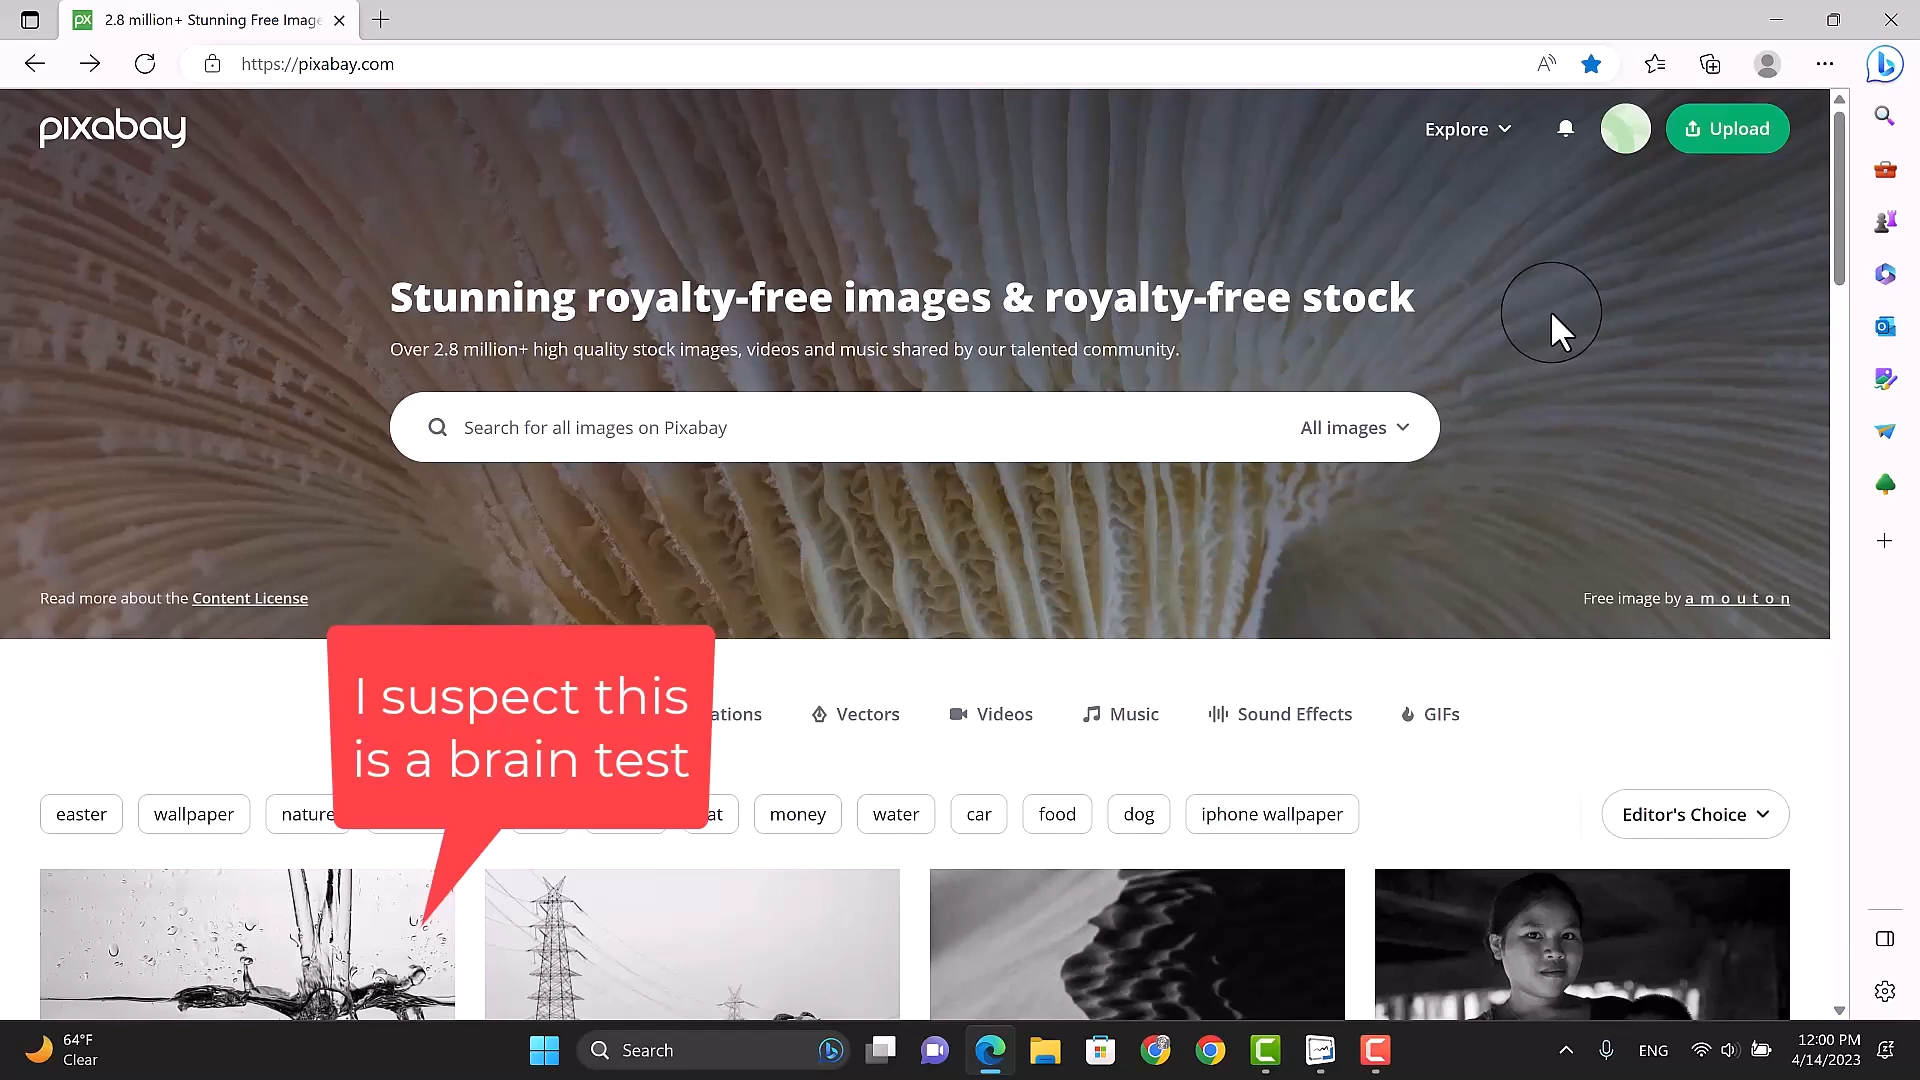 2.8 million+ Stunning Free Image
https://pixabay.com
pixabay
Explore
Upload
Stunning royalty-free images & royalty-free stock
Over 2.8 million+ high quality stock images, videos and music shared by our talented community.
Search for all images on Pixabay
All images
Read more about the Content License
Free image by a m o u t o n
I suspect this
is a brain test
ations
Vectors
Videos
Music
Sound Effects
GIFs
easter
wallpaper
nature
at
money
water
car
food
dog
iphone wallpaper
Editor's Choice
64°F
Clear
Search
ENG
12:00 PM
4/14/2023